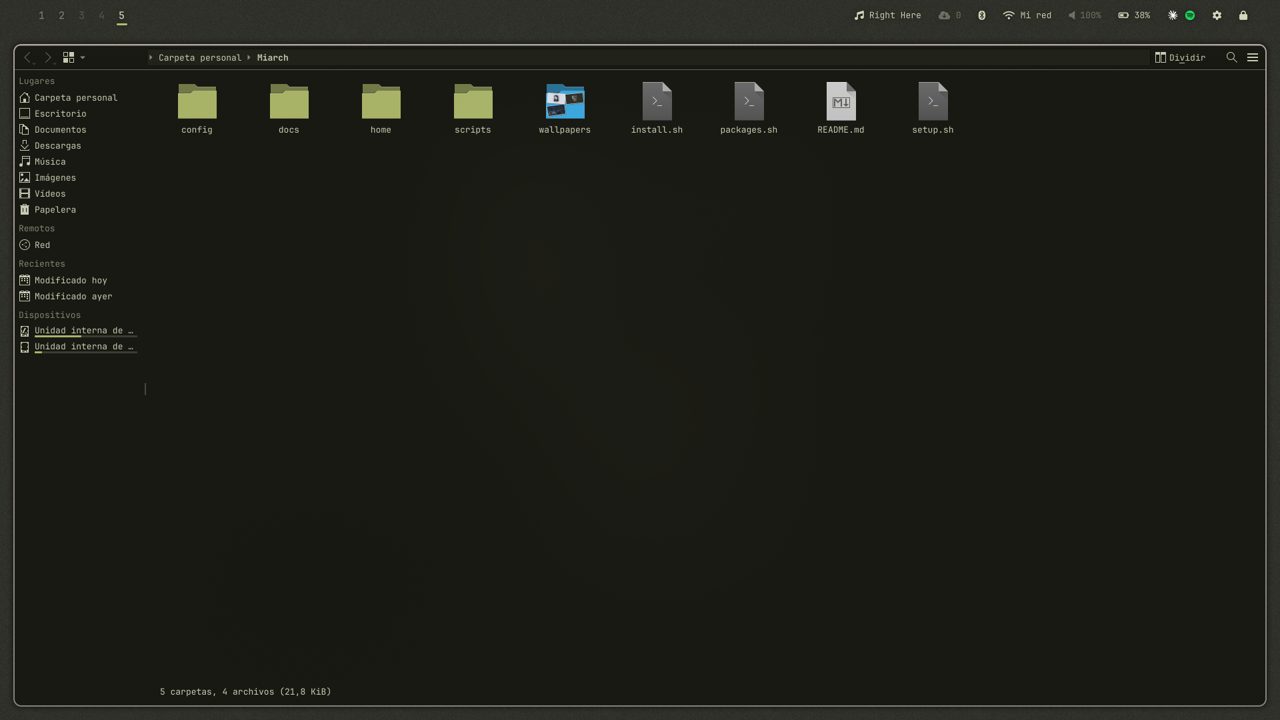 1 2 3 4 5 Right Here 0 Mi red 100% 38%
Carpeta personal Miarch Dividir
Lugares
Carpeta personal
Escritorio
Documentos
Descargas
Música
Imágenes
Vídeos
Papelera
Remotos
Red
Recientes
Modificado hoy
Modificado ayer
Dispositivos
Unidad interna de …
Unidad interna de …
config docs home scripts wallpapers install.sh packages.sh README.md setup.sh
5 carpetas, 4 archivos (21,8 KiB)